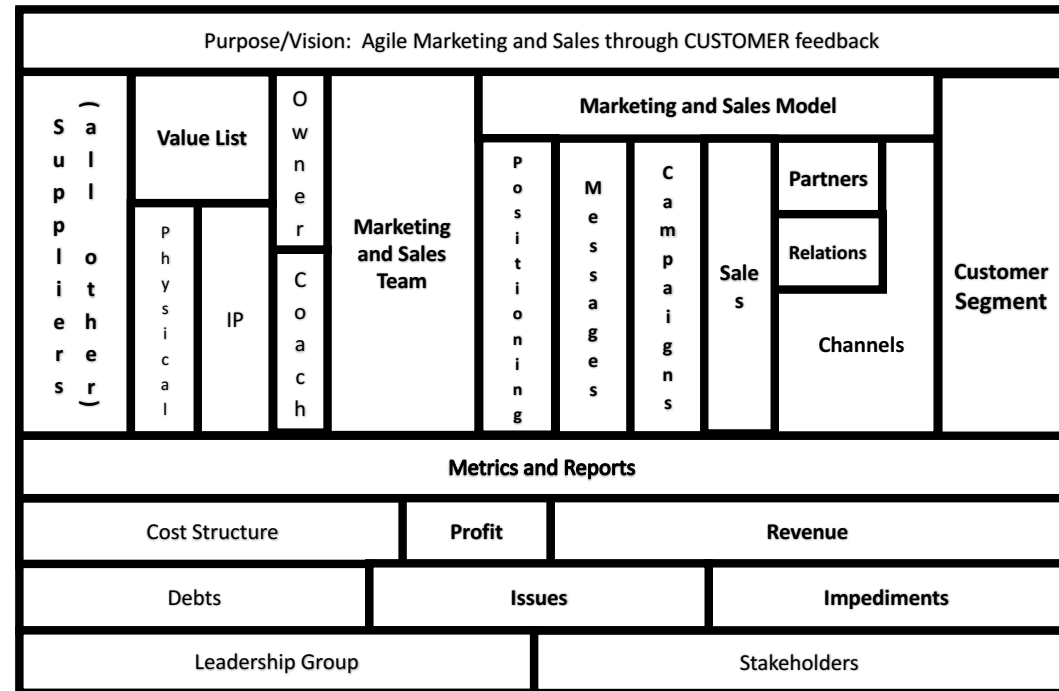 Purpose/Vision: Agile Marketing and Sales through CUSTOMER feedback
Suppliers
(all other)
Value List
Physical
IP
Owner
Coach
Marketing
and Sales
Team
Marketing and Sales Model
Positioning
Messages
Campaigns
Sale
s
Partners
Relations
Channels
Customer
Segment
Metrics and Reports
Cost Structure
Profit
Revenue
Debts
Issues
Impediments
Leadership Group
Stakeholders